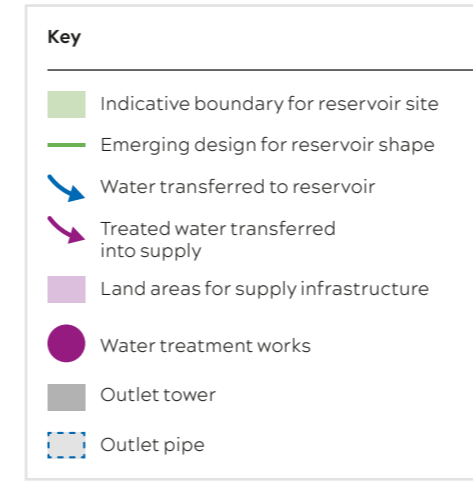 Key
Indicative boundary for reservoir site
Emerging design for reservoir shape
Water transferred to reservoir
Treated water transferred
into supply
Land areas for supply infrastructure
Water treatment works
Outlet tower
Outlet pipe